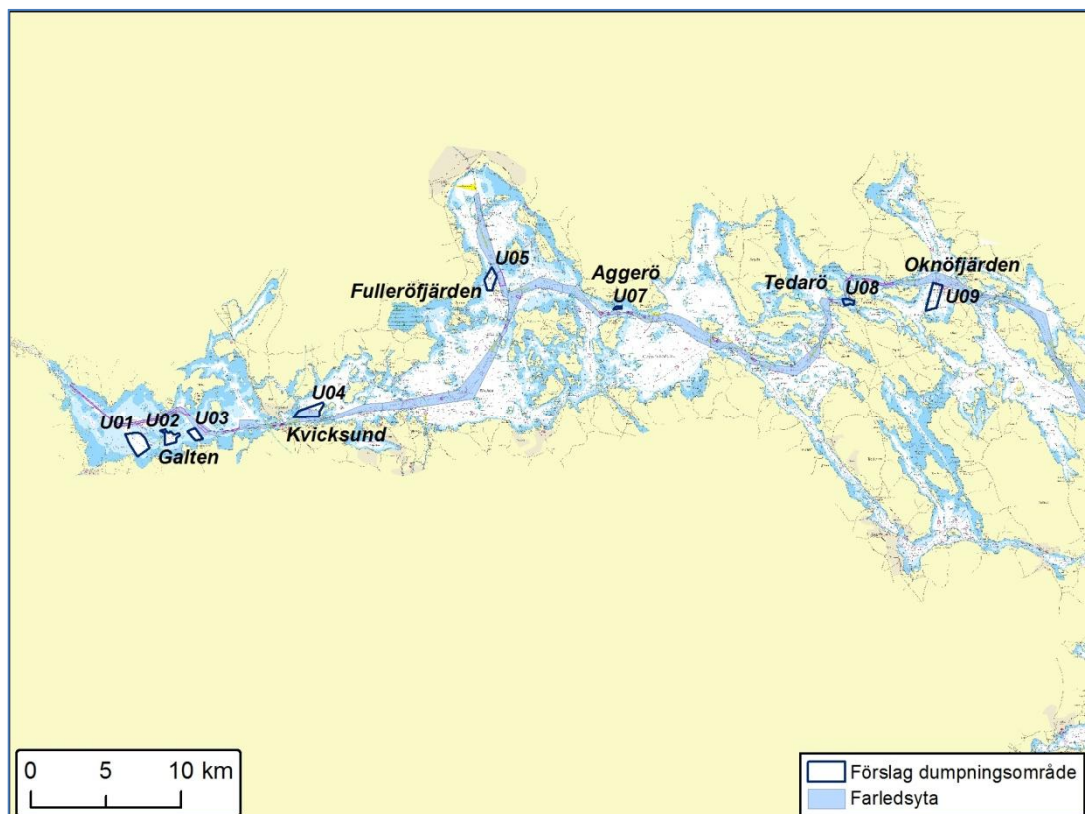 U05
Fulleröfjärden
Aggerö
U07
Tedarö
U08
Oknöfjärden
U09
U04
Kvicksund
U01
U02
U03
Galten
0 5 10 km
Förslag dumpningsområde
Farledsyta